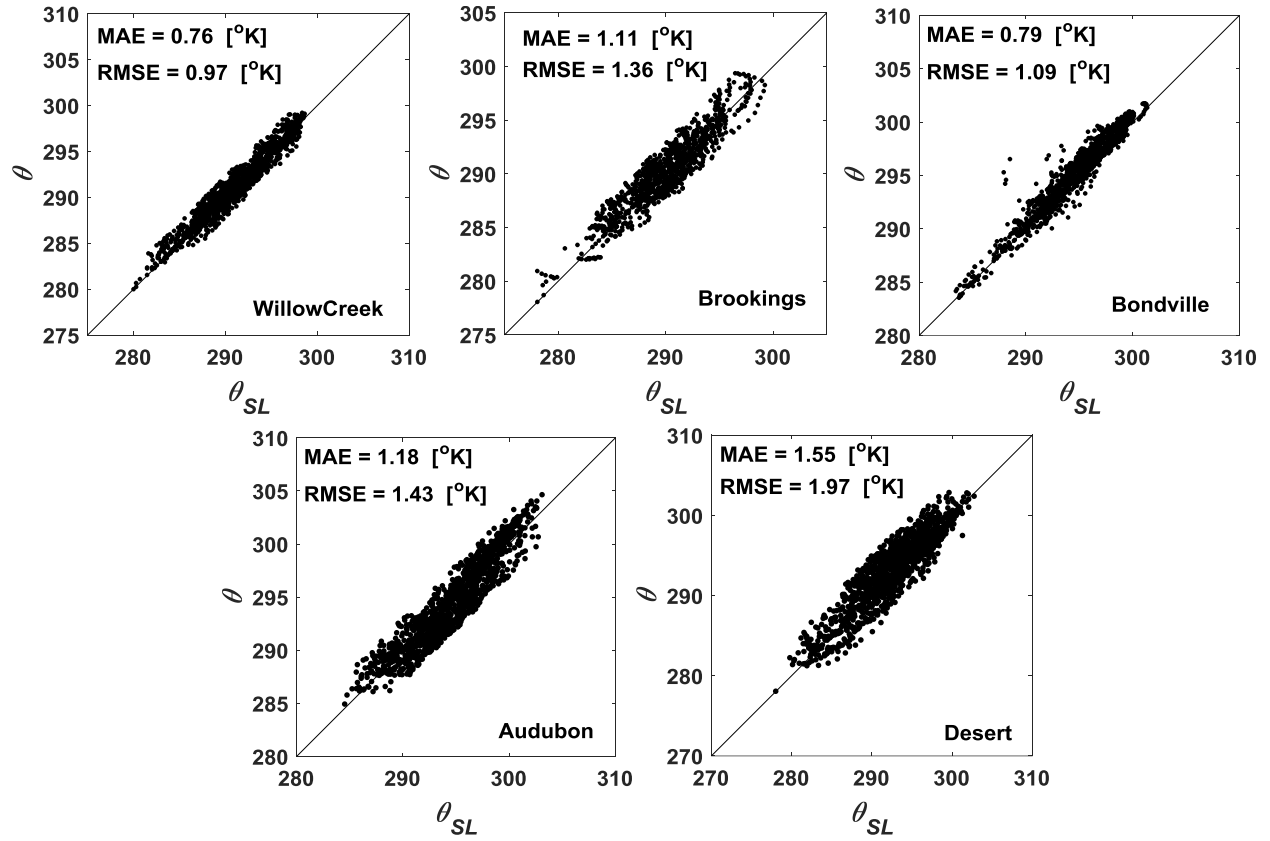 MAE = 0.76 [°K]
RMSE = 0.97 [°K]
310
305
300
295
290
285
280
275
θ
WillowCreek
280 290 300 310
θSL
MAE = 1.11 [°K]
RMSE = 1.36 [°K]
305
300
295
290
285
280
275
θ
Brookings
280 290 300
θSL
MAE = 0.79 [°K]
RMSE = 1.09 [°K]
310
305
300
295
290
285
280
θ
Bondville
280 290 300 310
θSL
MAE = 1.18 [°K]
RMSE = 1.43 [°K]
310
305
300
295
290
285
280
θ
Audubon
280 290 300 310
θSL
MAE = 1.55 [°K]
RMSE = 1.97 [°K]
310
300
290
280
270
θ
Desert
270 280 290 300 310
θSL